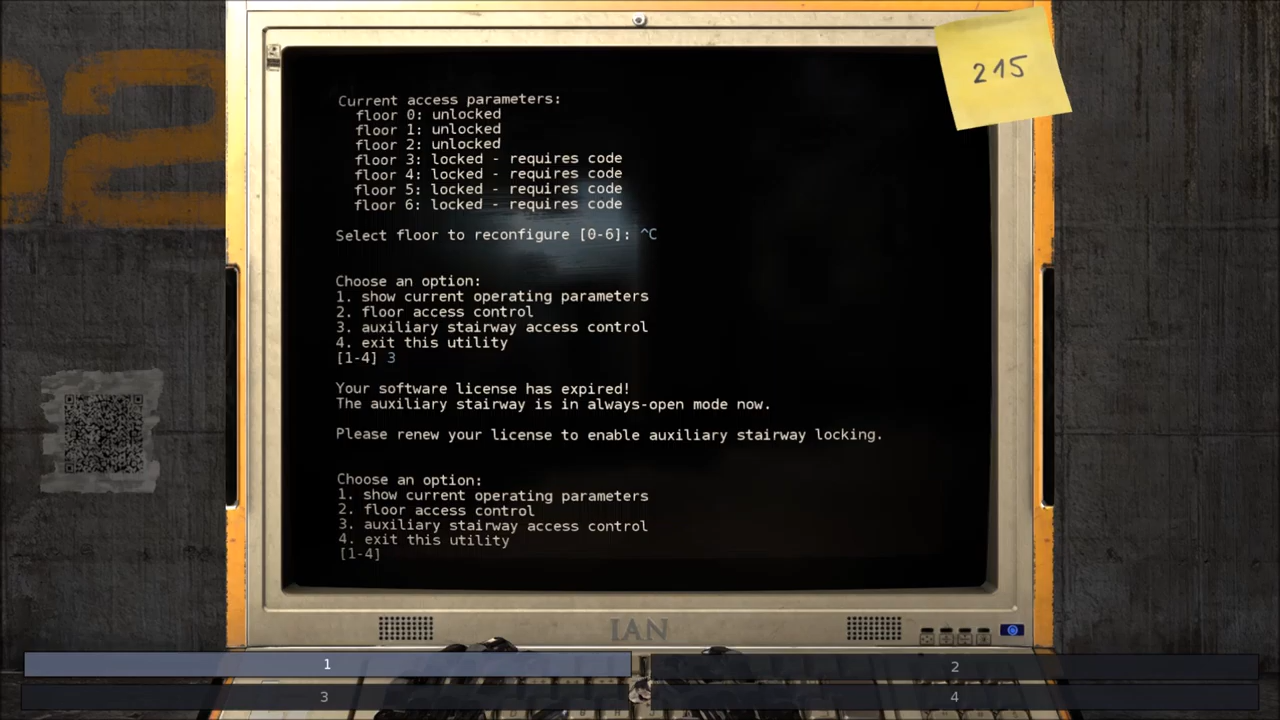 02
215
Current access parameters:
floor 0: unlocked
floor 1: unlocked
floor 2: unlocked
floor 3: locked - requires code
floor 4: locked - requires code
floor 5: locked - requires code
floor 6: locked - requires code
Select floor to reconfigure [0-6]: ^C
Choose an option:
1. show current operating parameters
2. floor access control
3. auxiliary stairway access control
4. exit this utility
[1-4] 3
Your software license has expired!
The auxiliary stairway is in always-open mode now.
Please renew your license to enable auxiliary stairway locking.
Choose an option:
1. show current operating parameters
2. floor access control
3. auxiliary stairway access control
4. exit this utility
[1-4]
IAN
1
2
3
4